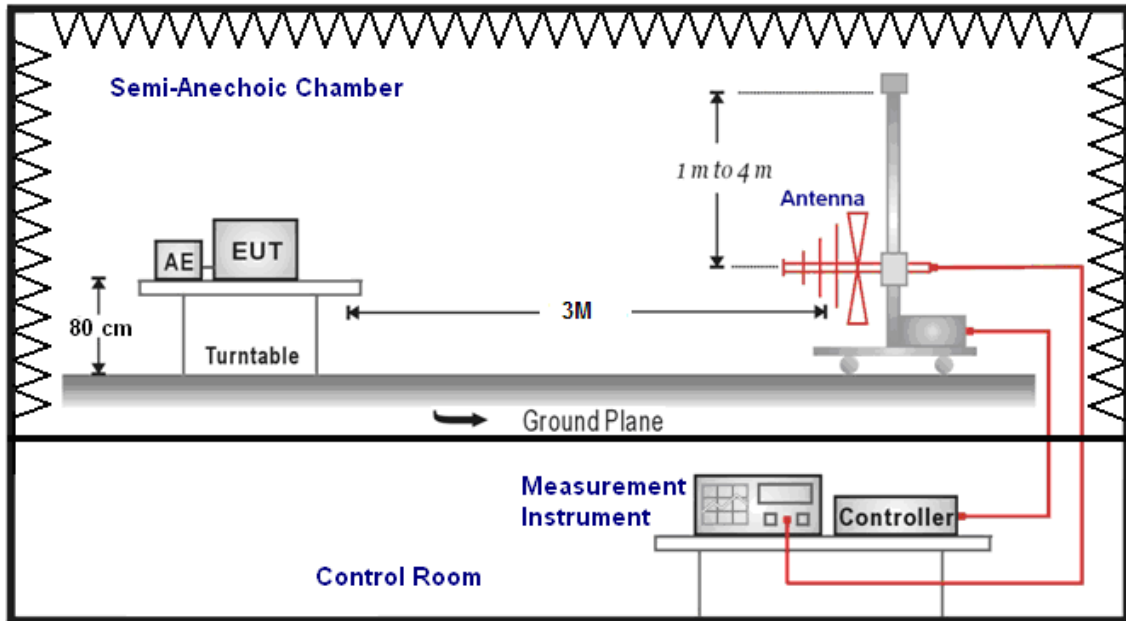 Semi-Anechoic Chamber
1 m to 4 m
Antenna
AE
EUT
80 cm
3M
Turntable
Ground Plane
Measurement
Instrument
Controller
Control Room